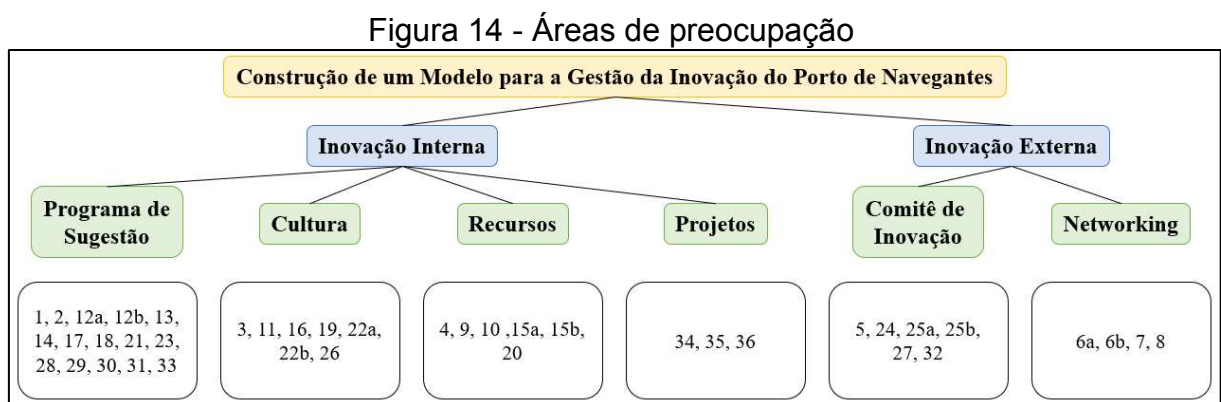 Figura 14 - Áreas de preocupação
Construção de um Modelo para a Gestão da Inovação do Porto de Navegantes
Inovação Interna
Inovação Externa
Programa de
Sugestão
Cultura
Recursos
Projetos
Comitê de
Inovação
Networking
1, 2, 12a, 12b, 13,
14, 17, 18, 21, 23,
28, 29, 30, 31, 33
3, 11, 16, 19, 22a,
22b, 26
4, 9, 10 ,15a, 15b,
20
34, 35, 36
5, 24, 25a, 25b,
27, 32
6a, 6b, 7, 8